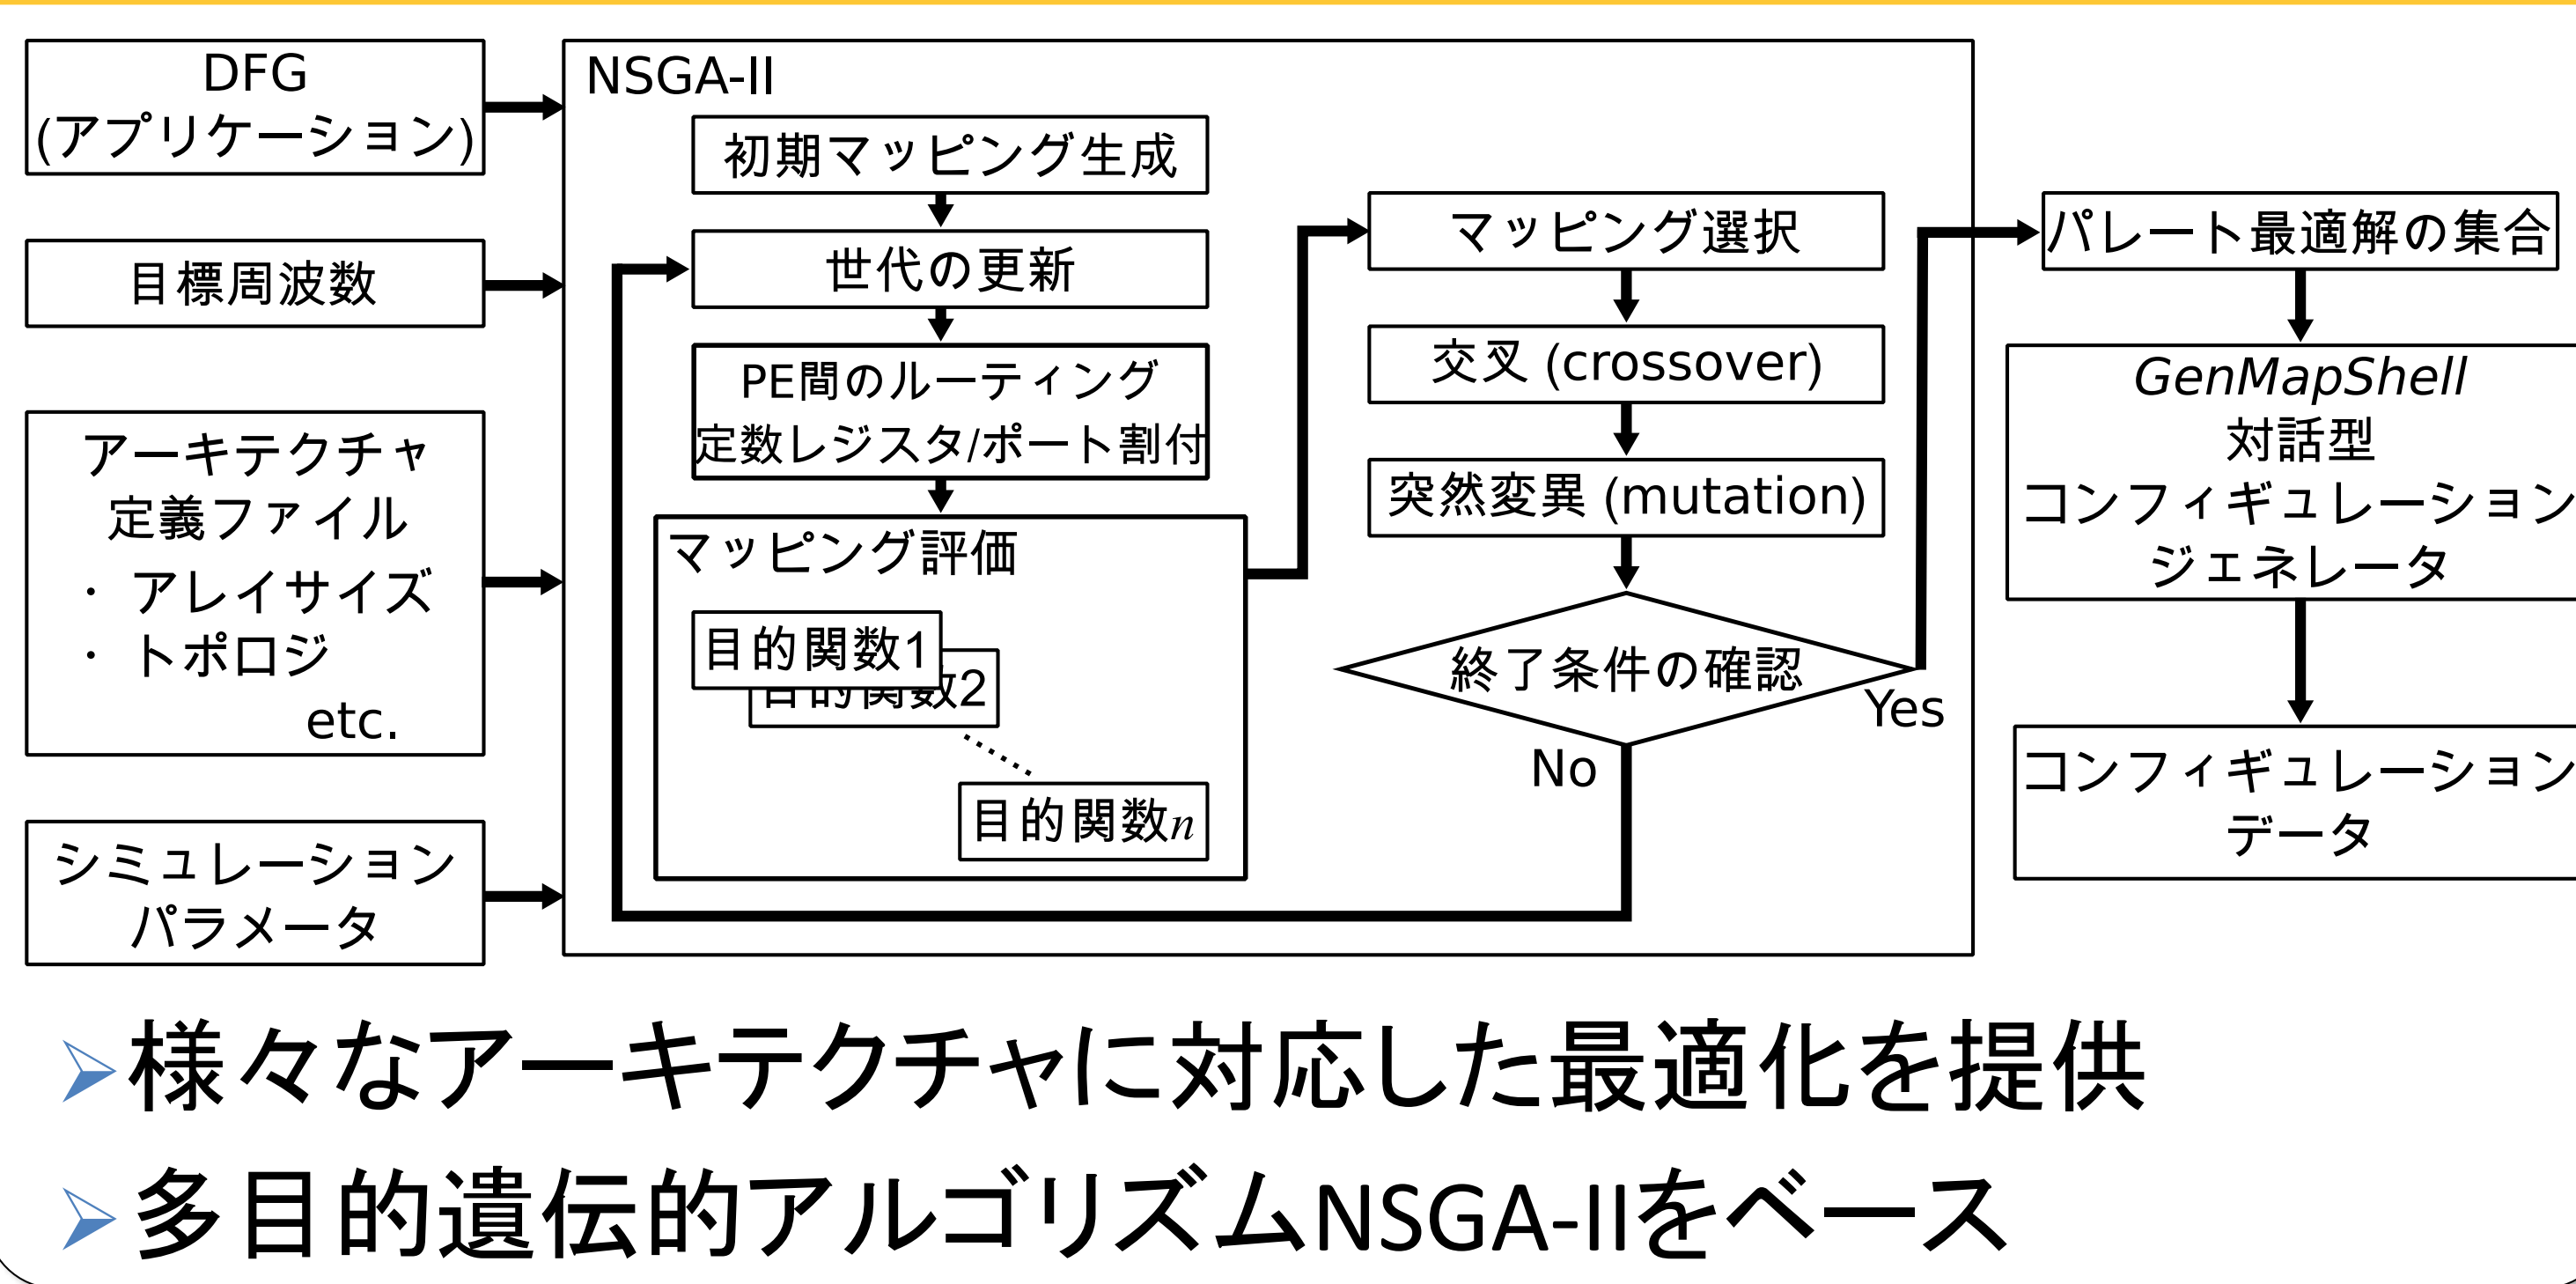 DFG
(アプリケーション)
目標周波数
アーキテクチャ
定義ファイル
・ アレイサイズ
・ トポロジ
etc.
シミュレーション
パラメータ
NSGA-II
初期マッピング生成
世代の更新
PE間のルーティング
定数レジスタ/ポート割付
マッピング評価
目的関数1
目的関数2
目的関数n
マッピング選択
交叉 (crossover)
突然変異 (mutation)
終了条件の確認
Yes
No
パレート最適解の集合
GenMapShell
対話型
コンフィギュレーション
ジェネレータ
コンフィギュレーション
データ
様々なアーキテクチャに対応した最適化を提供
多目的遺伝的アルゴリズムNSGA-IIをベース